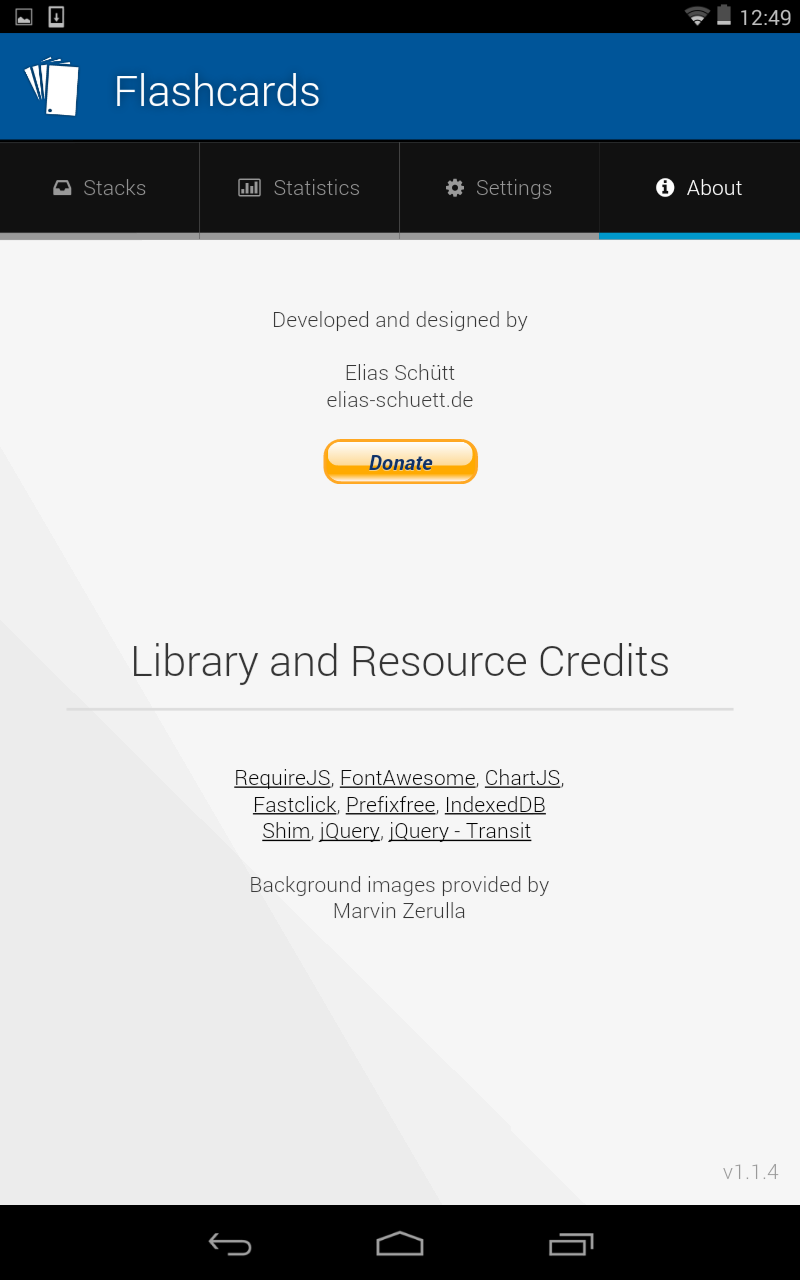 12:49
Flashcards
Stacks
Statistics
Settings
About
Developed and designed by
Elias Schütt
elias-schuett.de
Donate
Library and Resource Credits
RequireJS, FontAwesome, ChartJS,
Fastclick, Prefixfree, IndexedDB
Shim, jQuery, jQuery - Transit
Background images provided by
Marvin Zerulla
v1.1.4